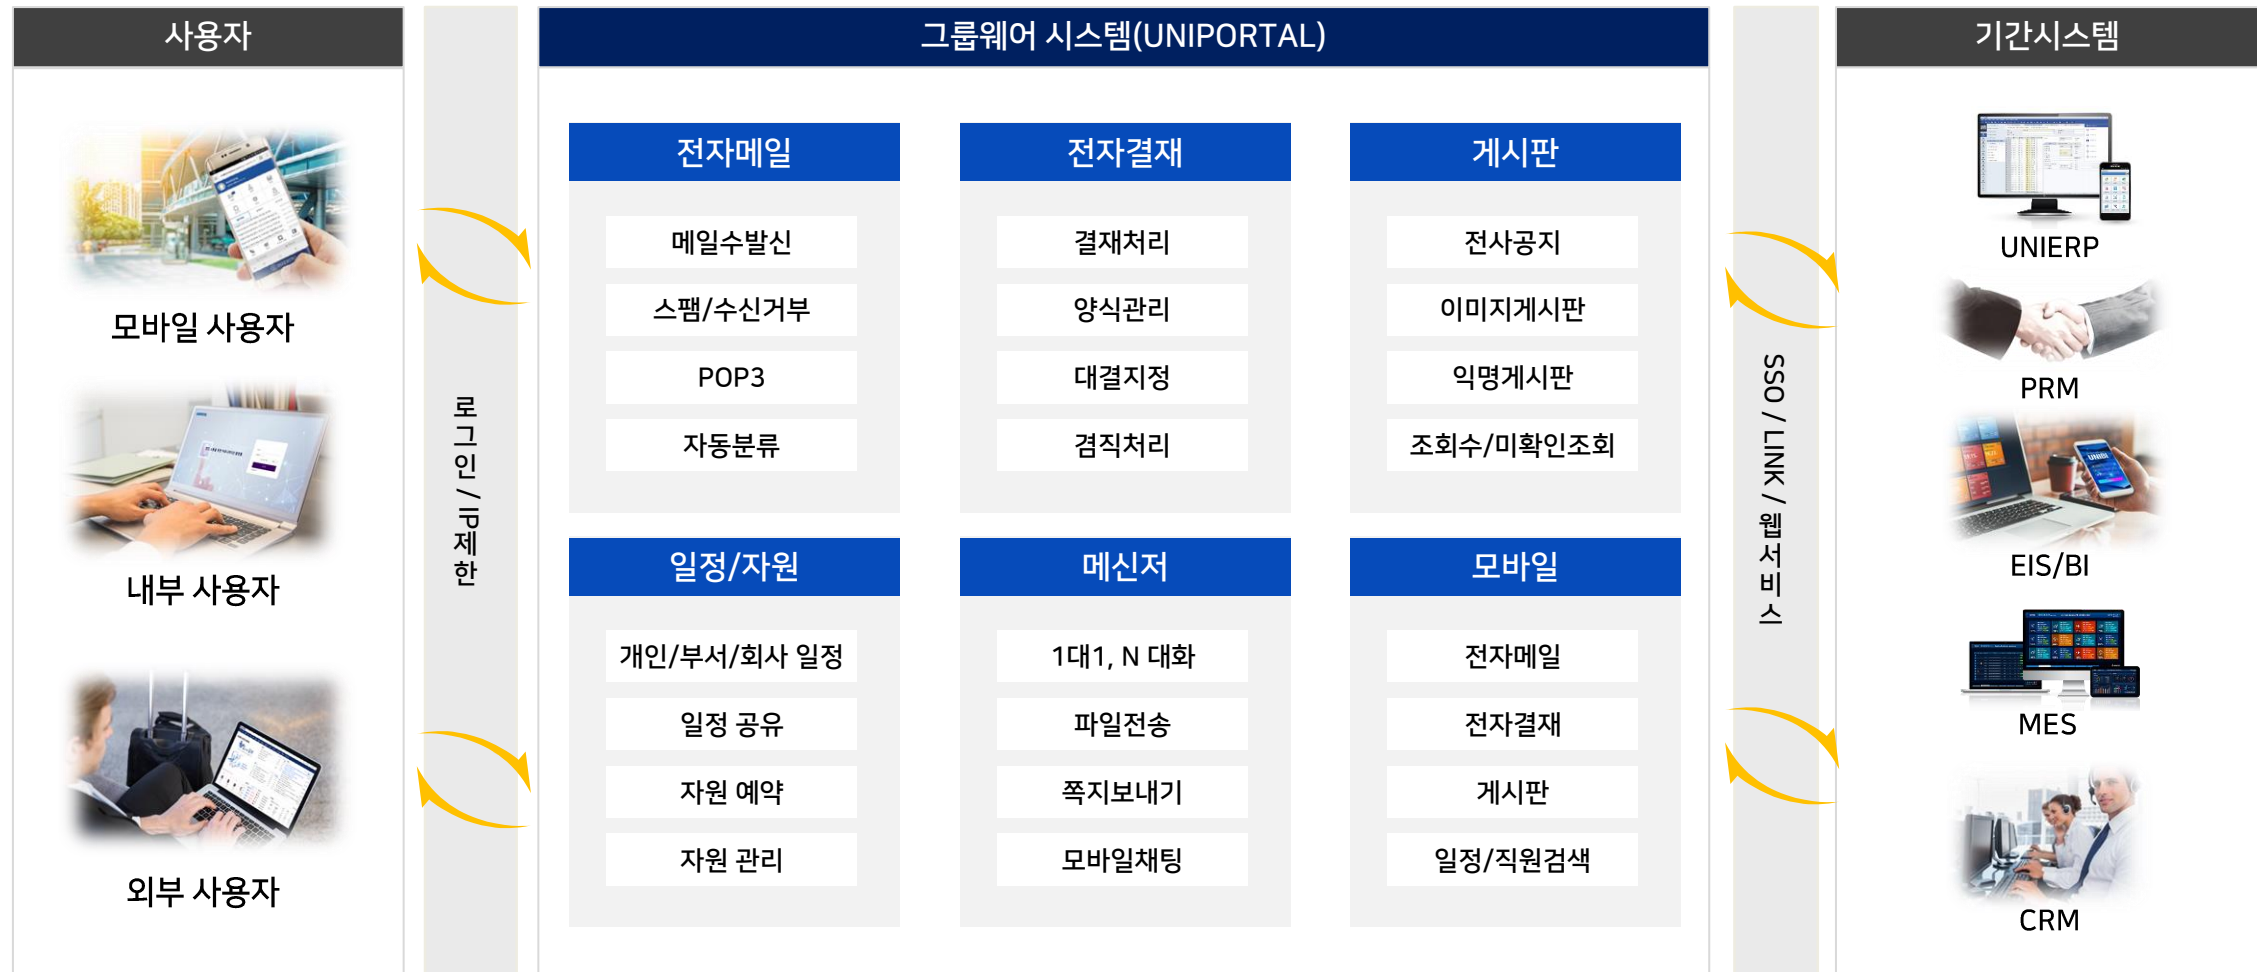 사용자
모바일 사용자
내부 사용자
외부 사용자
로그인 / IP제한
그룹웨어 시스템(UNIPORTAL)
전자메일
메일수발신
스팸/수신거부
POP3
자동분류
전자결재
결재처리
양식관리
대결지정
겸직처리
게시판
전사공지
이미지게시판
익명게시판
조회수/미확인조회
일정/자원
개인/부서/회사 일정
일정 공유
자원 예약
자원 관리
메신저
1대1, N 대화
파일전송
쪽지보내기
모바일채팅
모바일
전자메일
전자결재
게시판
일정/직원검색
SSO / LINK / 웹서비스
기간시스템
UNIERP
PRM
UNIBI
EIS/BI
MES
CRM